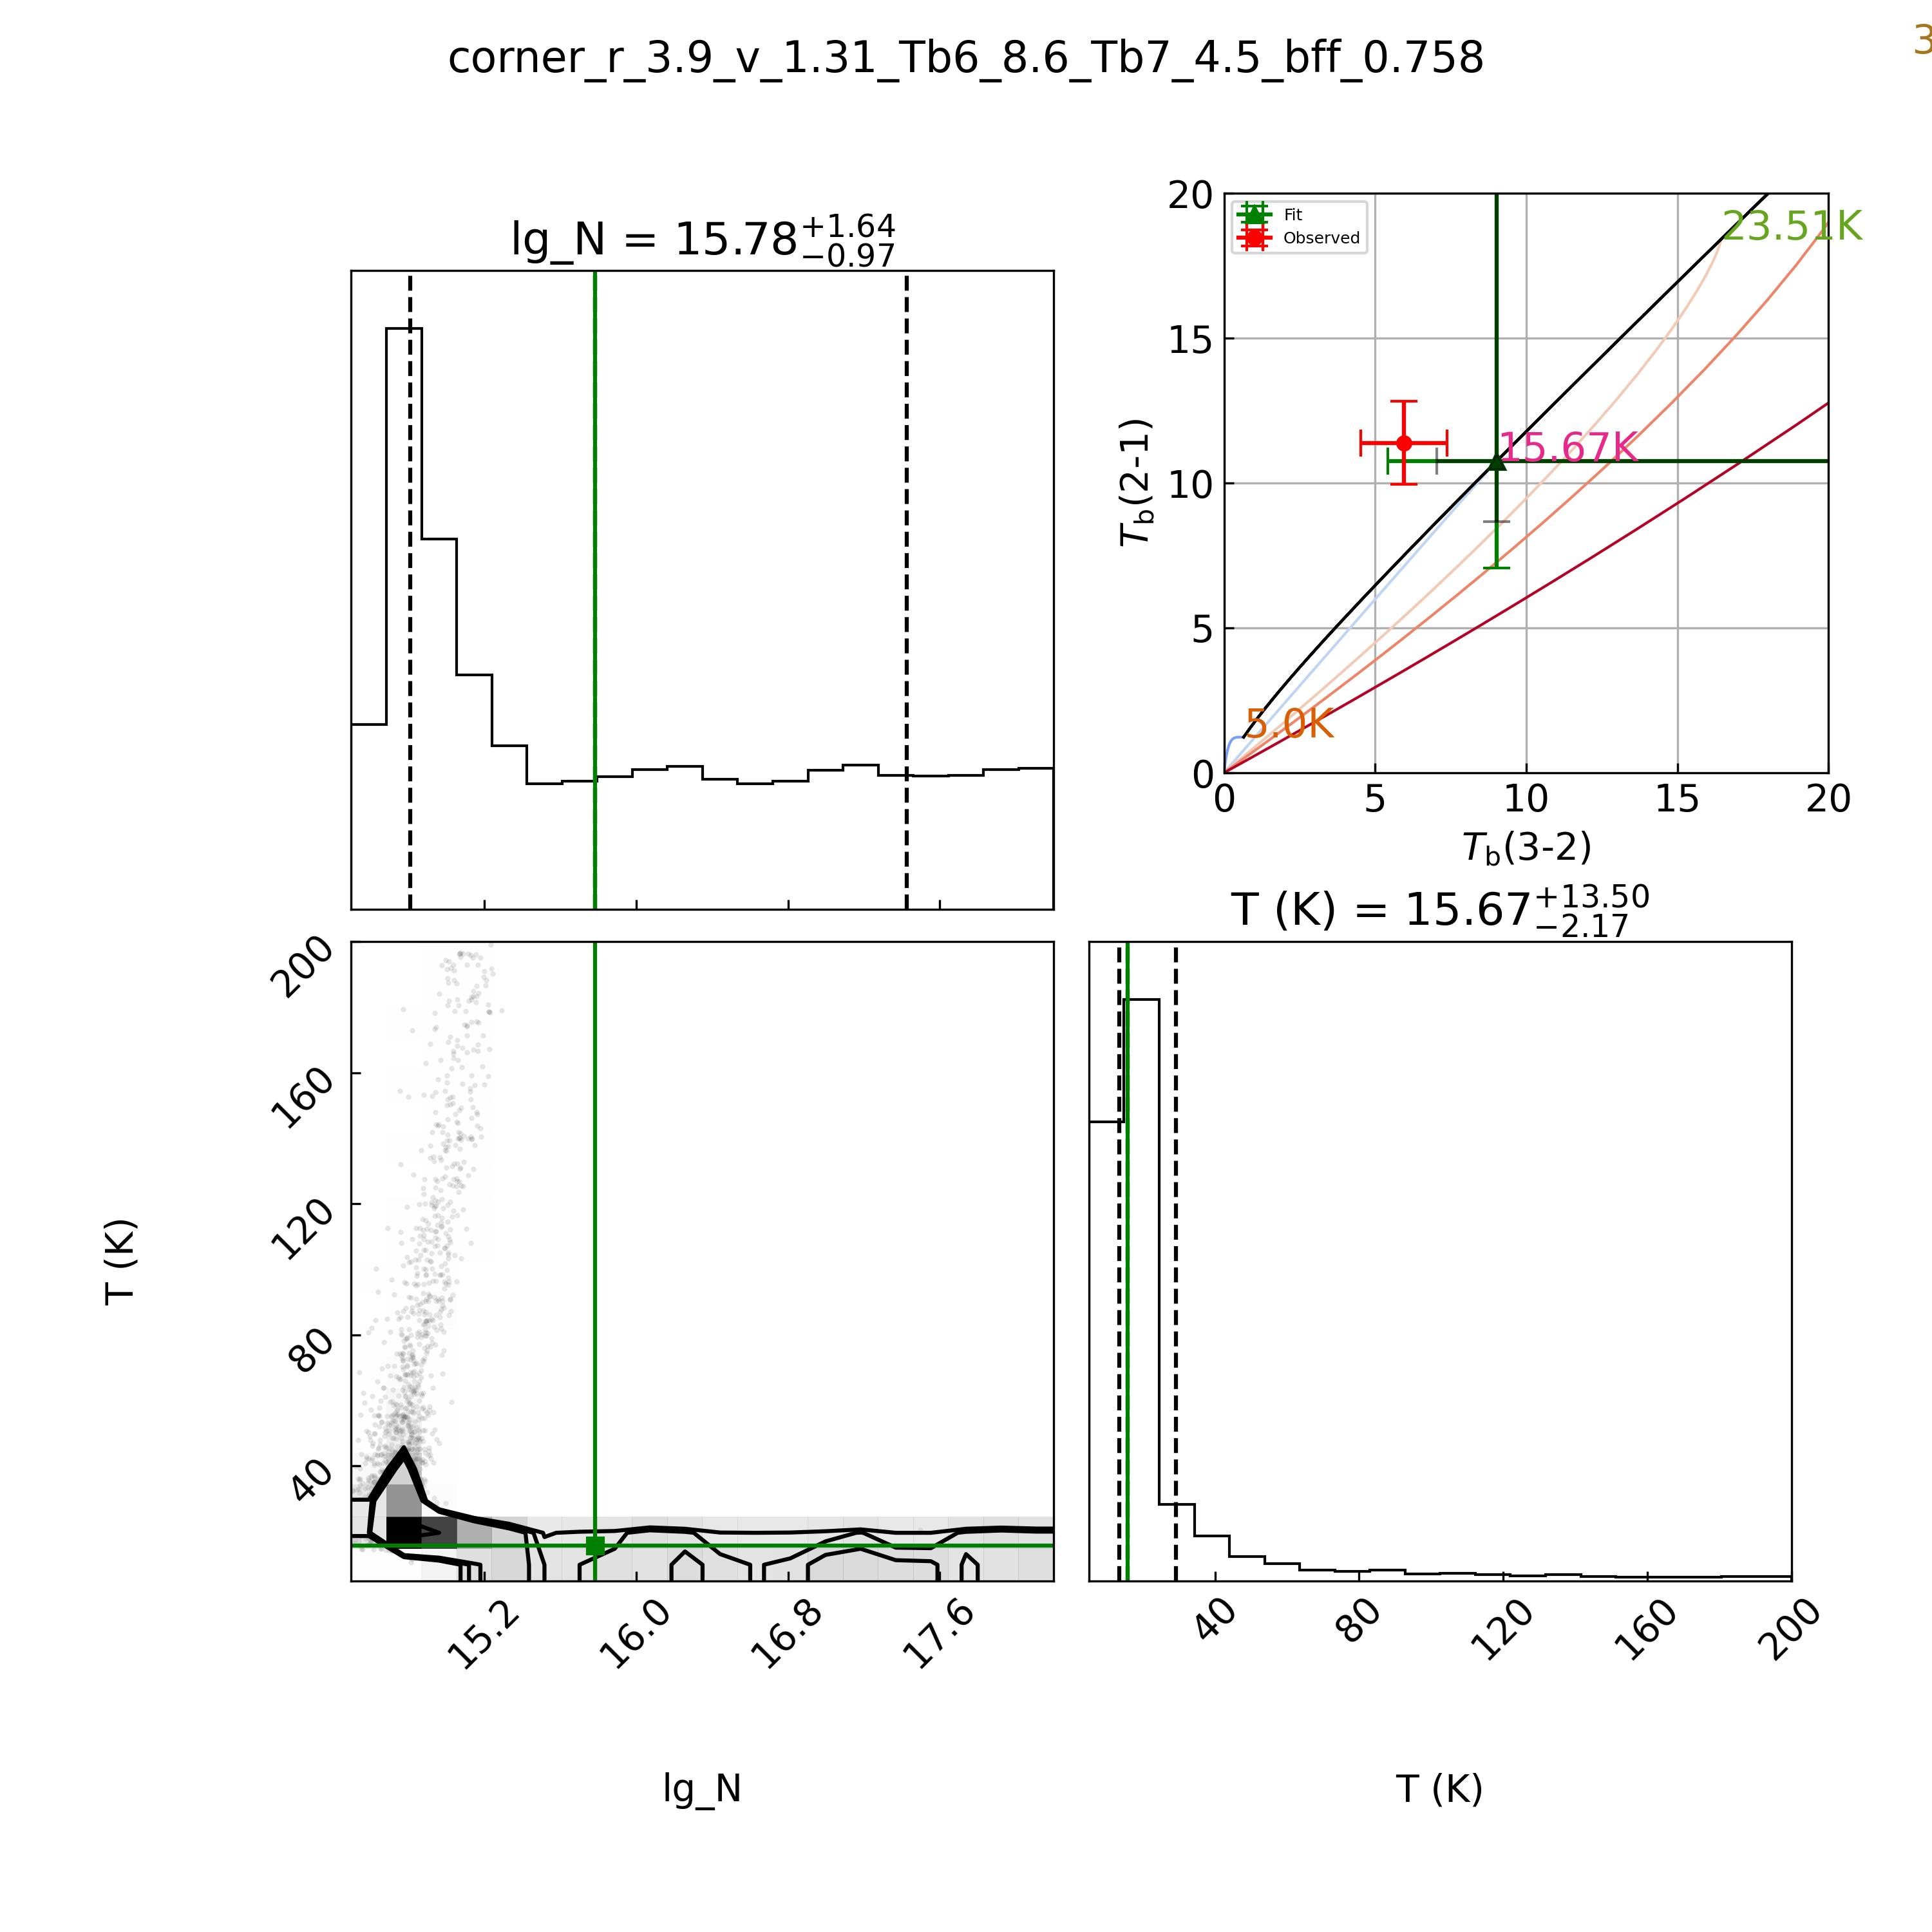 corner_r_3.9_v_1.31_Tb6_8.6_Tb7_4.5_bff_0.758
3
lg_N = 15.78 +1.64 −0.97
Fit
Observed
23.51K
15.67K
5.0K
20
15
10
5
0
T_b(2-1)
0 5 10 15 20
T_b(3-2)
T (K) = 15.67 +13.50 −2.17
200
160
120
80
40
T (K)
15.2 16.0 16.8 17.6
lg_N
40 80 120 160 200
T (K)